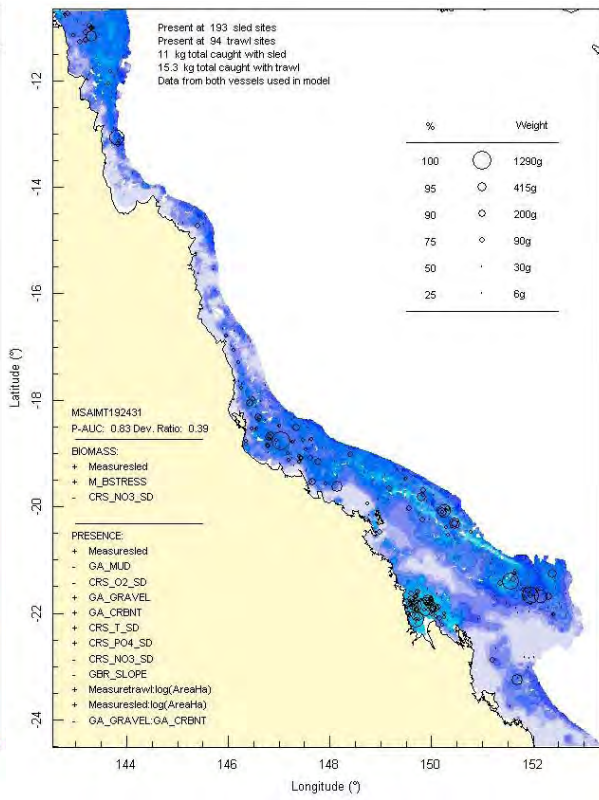 Present at 193 sled sites
Present at 94 trawl sites
11 kg total caught with sled
15.3 kg total caught with trawl
Data from both vessels used in model
% Weight
100 1290g
95 415g
90 200g
75 90g
50 30g
25 6g
MSAIMT192431
P-AUC: 0.83 Dev. Ratio: 0.39
BIOMASS:
+ Measuresled
+ M_BSTRESS
- CRS_NO3_SD
PRESENCE:
+ Measuresled
- GA_MUD
- CRS_O2_SD
+ GA_GRAVEL
+ GA_CRBNT
+ CRS_T_SD
+ CRS_PO4_SD
- CRS_NO3_SD
- GBR_SLOPE
+ Measuretrawl:log(AreaHa)
+ Measuresled:log(AreaHa)
- GA_GRAVEL:GA_CRBNT
Latitude (°)
-12
-14
-16
-18
-20
-22
-24
144 146 148 150 152
Longitude (°)